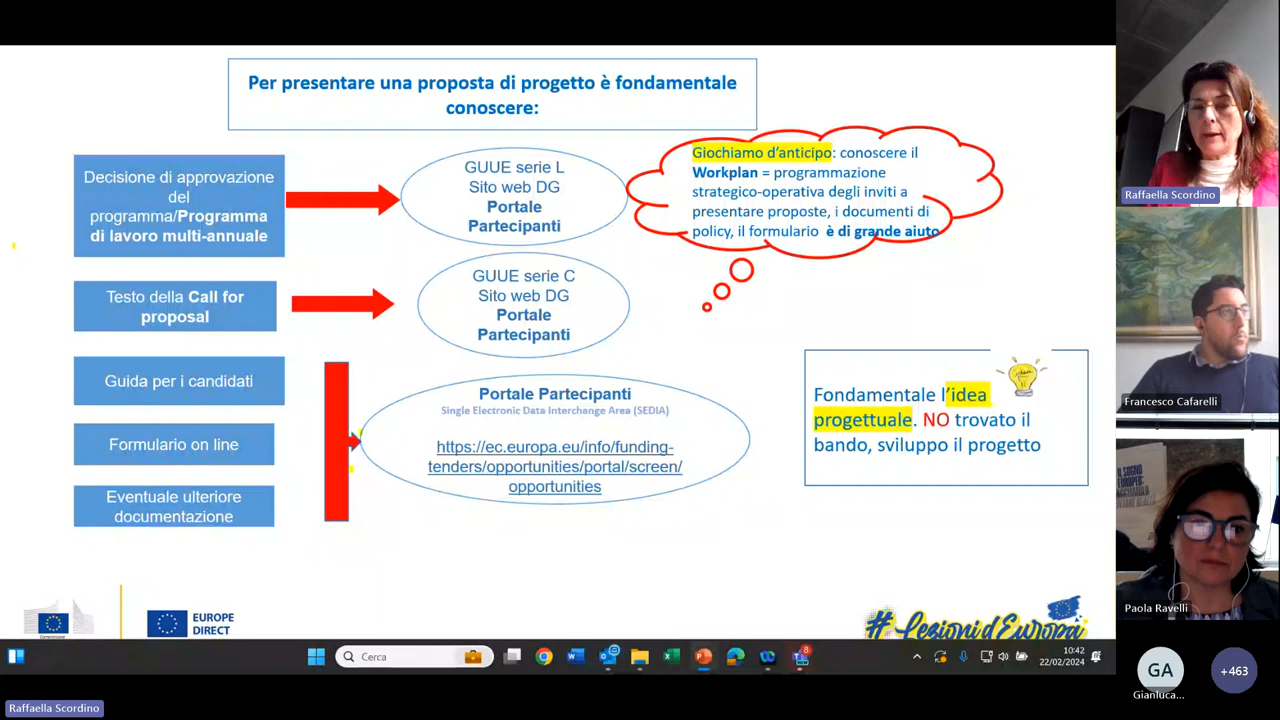 Per presentare una proposta di progetto è fondamentale
conoscere:
Decisione di approvazione
del
programma/Programma
di lavoro multi-annuale
GUUE serie L
Sito web DG
Portale
Partecipanti
Giochiamo d'anticipo: conoscere il
Workplan = programmazione
strategico-operativa degli inviti a
presentare proposte, i documenti di
policy, il formulario è di grande aiuto
Testo della Call for
proposal
GUUE serie C
Sito web DG
Portale
Partecipanti
Guida per i candidati
Formulario on line
Eventuale ulteriore
documentazione
Portale Partecipanti
Single Electronic Data Interchange Area (SEDIA)
https://ec.europa.eu/info/funding-
tenders/opportunities/portal/screen/
opportunities
Fondamentale l'idea
progettuale. NO trovato il
bando, sviluppo il progetto
EUROPE
DIRECT
#Lezionid'Europa
Cerca
8
10:42
22/02/2024
Raffaella Scordino
Francesco Cafarelli
IL SOGNO
EUROPEO:
Paola Ravelli
GA
Gianluca...
+463
Raffaella Scordino